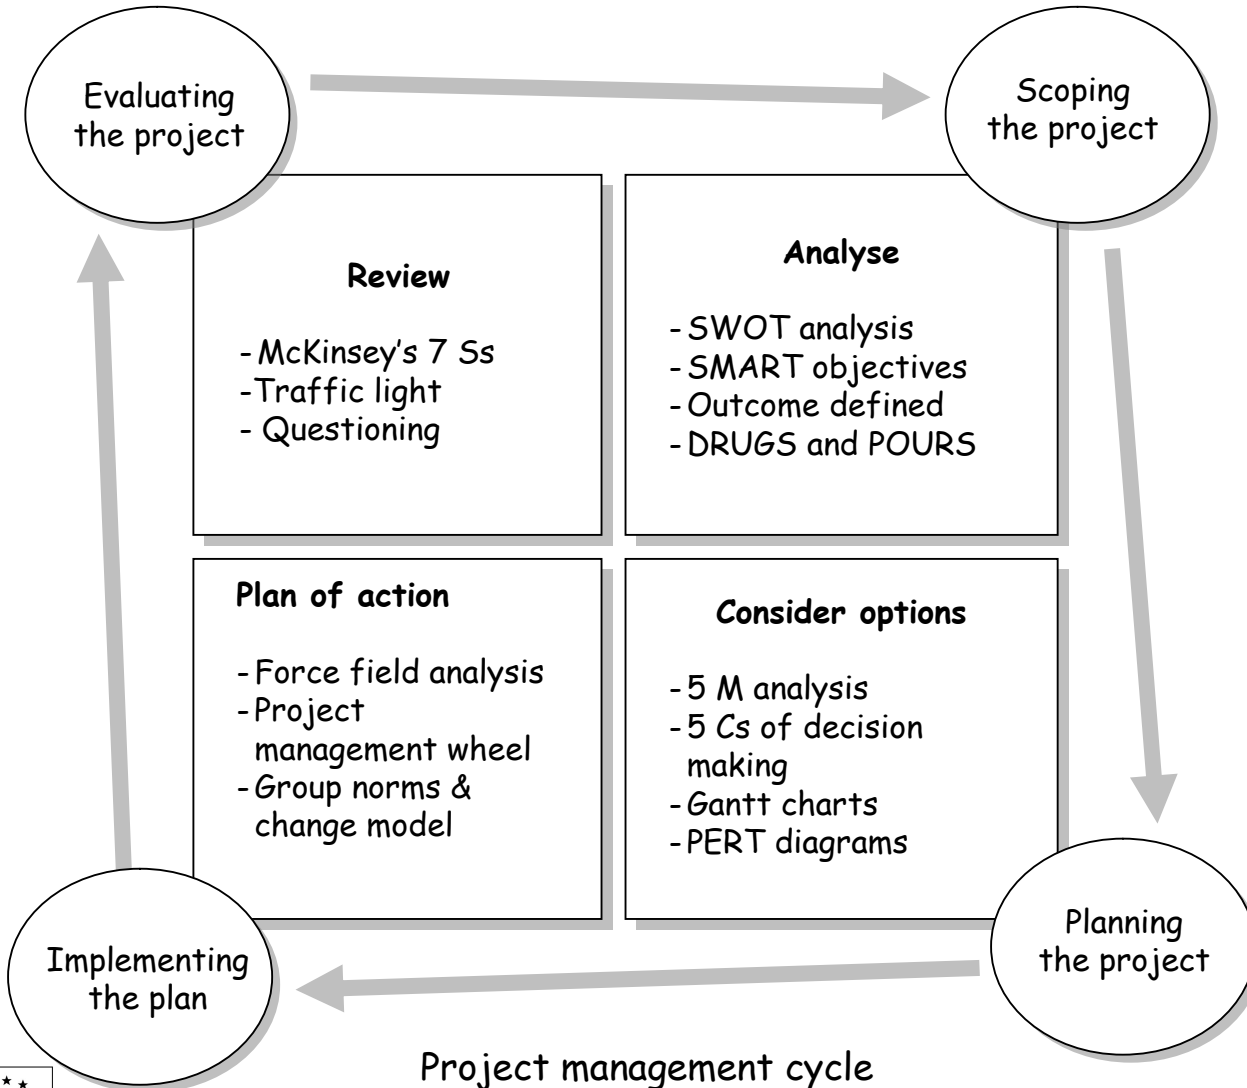 Evaluating
the project
Scoping
the project
Review
- McKinsey's 7 Ss
-Traffic light
- Questioning
Analyse
- SWOT analysis
- SMART objectives
- Outcome defined
- DRUGS and POURS
Plan of action
- Force field analysis
- Project
management wheel
- Group norms &
change model
Consider options
- 5 M analysis
- 5 Cs of decision
making
- Gantt charts
- PERT diagrams
Implementing
the plan
Planning
the project
Project management cycle